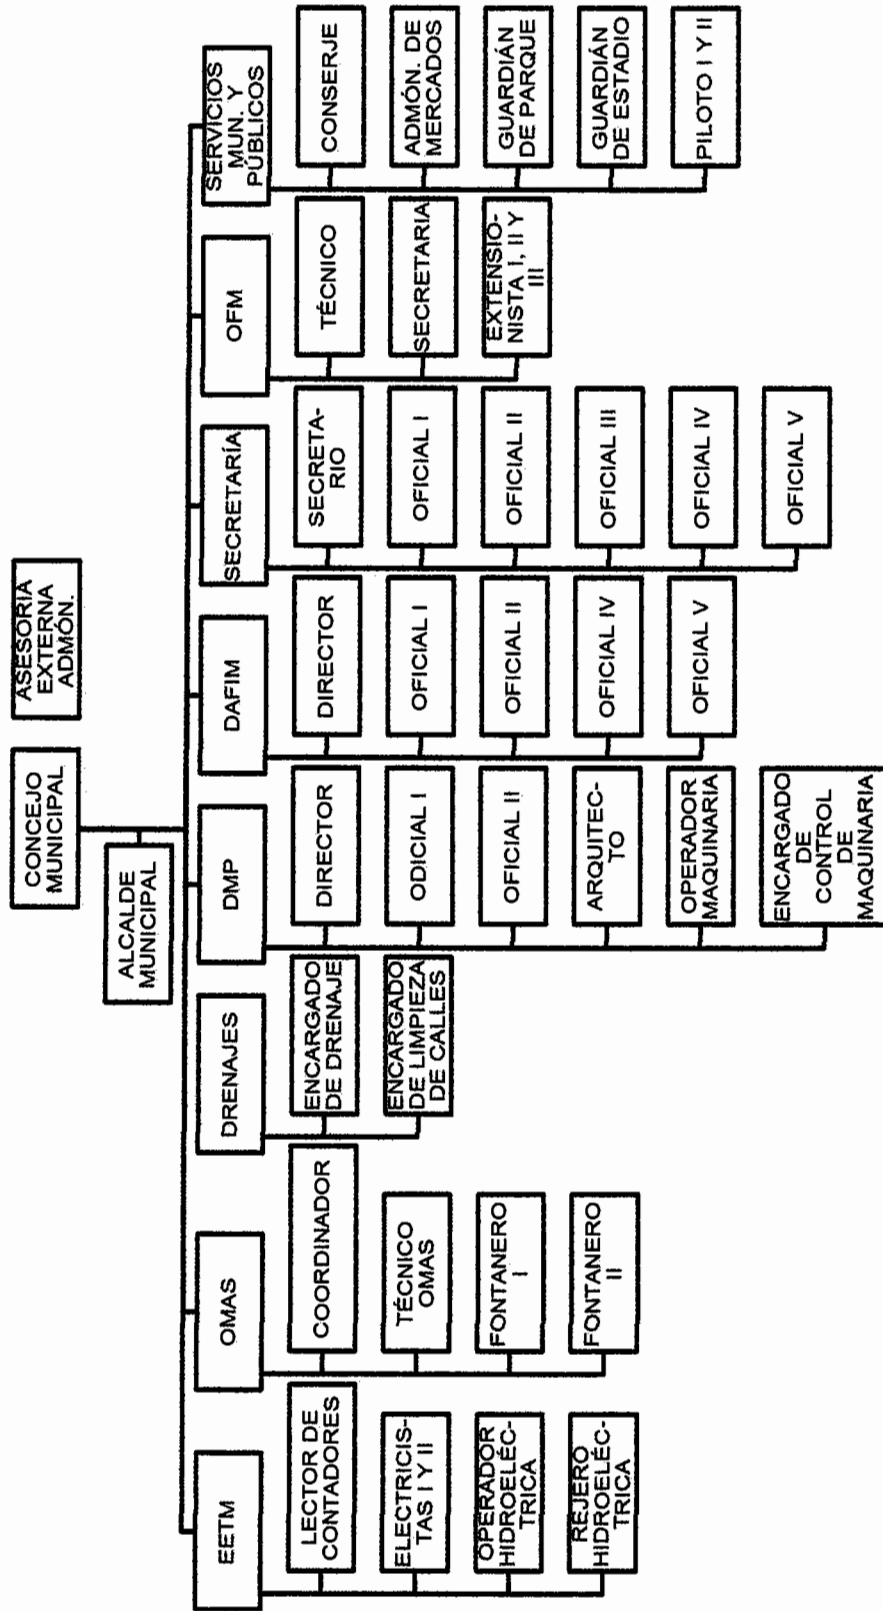 CONCEJO
MUNICIPAL
ASESORIA
EXTERNA
ADMÓN.
ALCALDE
MUNICIPAL
EETM
LECTOR DE
CONTADORES
ELECTRICIS-
TAS I Y II
OPERADOR
HIDROELÉC-
TRICA
REJERO
HIDROELÉC-
TRICA
OMAS
COORDINADOR
TÉCNICO
OMAS
FONTANERO
I
FONTANERO
II
DRENAJES
ENCARGADO
DE DRENAJE
ENCARGADO
DE LIMPIEZA
DE CALLES
DMP
DIRECTOR
ODICIAL I
OFICIAL II
ARQUITEC-
TO
OPERADOR
MAQUINARIA
ENCARGADO
DE
CONTROL
DE
MAQUINARIA
DAFIM
DIRECTOR
OFICIAL I
OFICIAL II
OFICIAL IV
OFICIAL V
SECRETARÍA
SECRETA-
RIO
OFICIAL I
OFICIAL II
OFICIAL III
OFICIAL IV
OFICIAL V
OFM
TÉCNICO
SECRETARIA
EXTENSIO-
NISTA I, II Y
III
SERVICIOS
MUN. Y
PÚBLICOS
CONSERJE
ADMÓN. DE
MERCADOS
GUARDIÁN
DE PARQUE
GUARDIÁN
DE ESTADIO
PILOTO I Y II